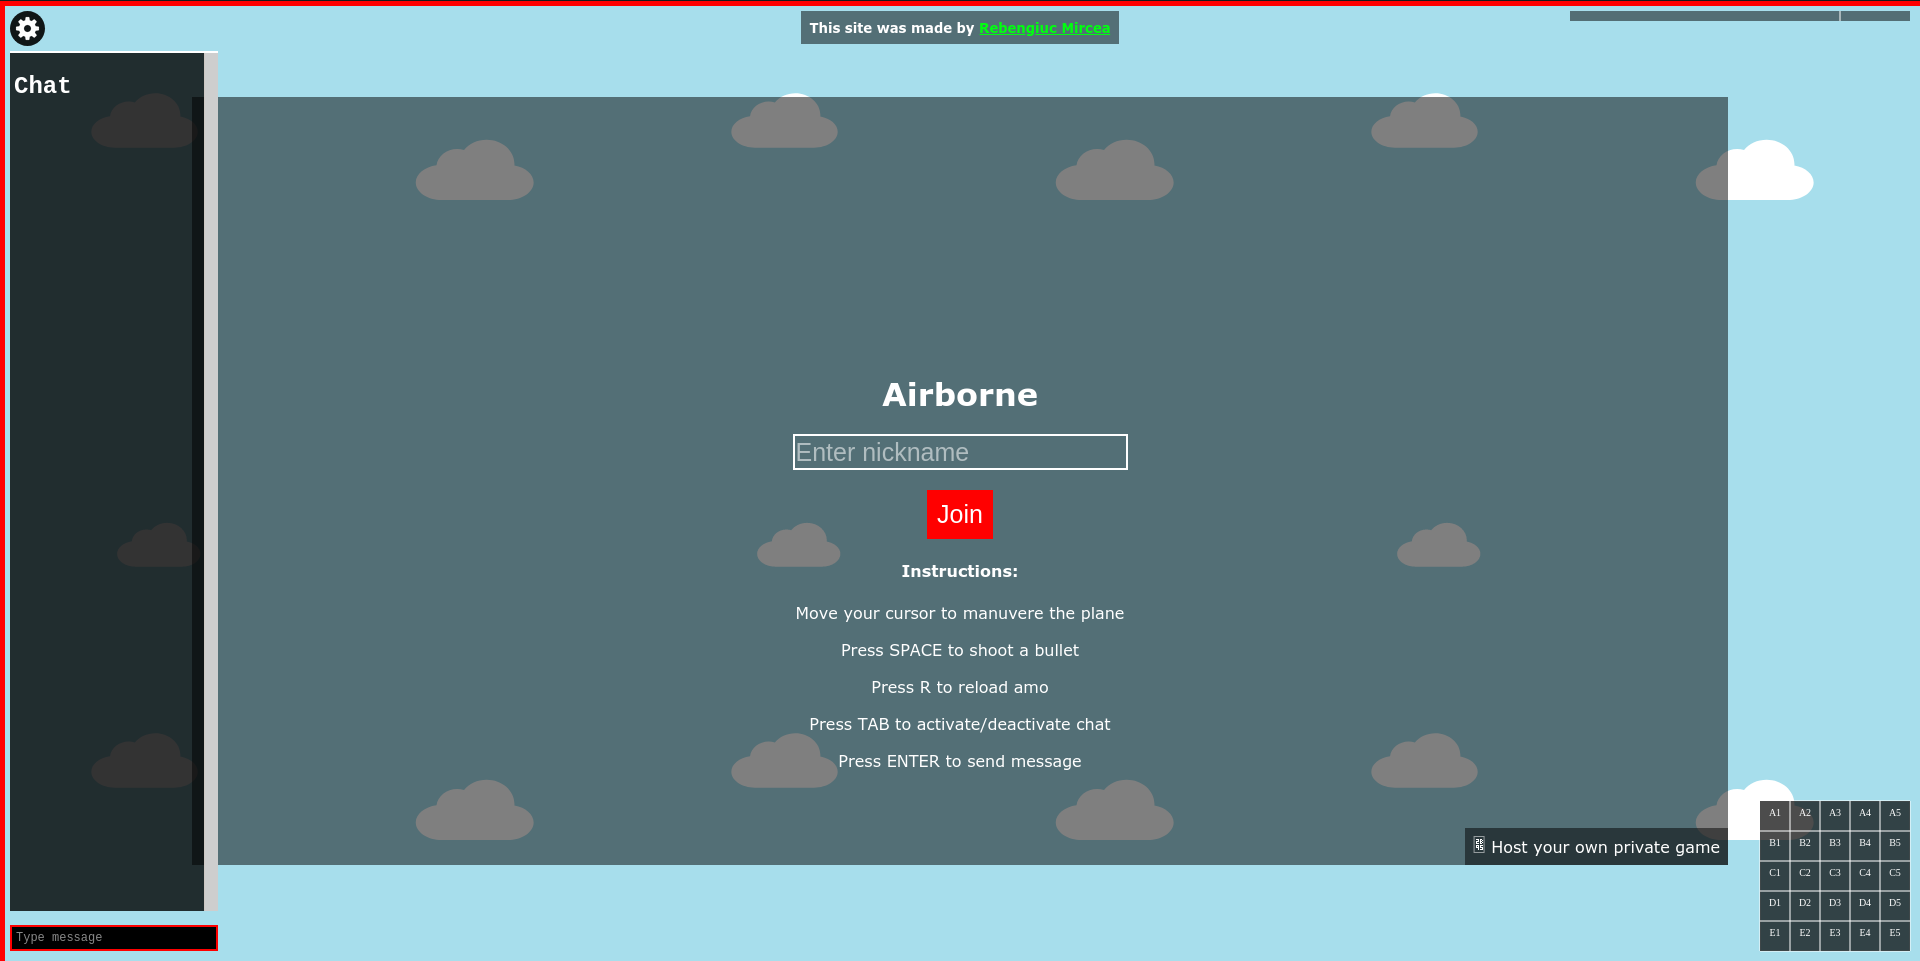 This site was made by Rebengiuc Mircea
Chat
Airborne
Enter nickname
Join
Instructions:
Move your cursor to manuvere the plane
Press SPACE to shoot a bullet
Press R to reload amo
Press TAB to activate/deactivate chat
Press ENTER to send message
Host your own private game
A1 A2 A3 A4 A5
B1 B2 B3 B4 B5
C1 C2 C3 C4 C5
D1 D2 D3 D4 D5
E1 E2 E3 E4 E5
Type message